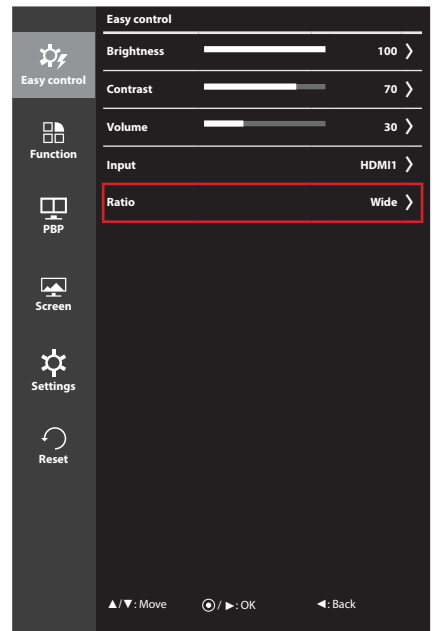 Easy control
Easy control
Brightness 100
Contrast 70
Volume 30
Input HDMI1
Ratio Wide
Function
PBP
Screen
Settings
Reset
▲/▼: Move ◉/ ►: OK ◄: Back